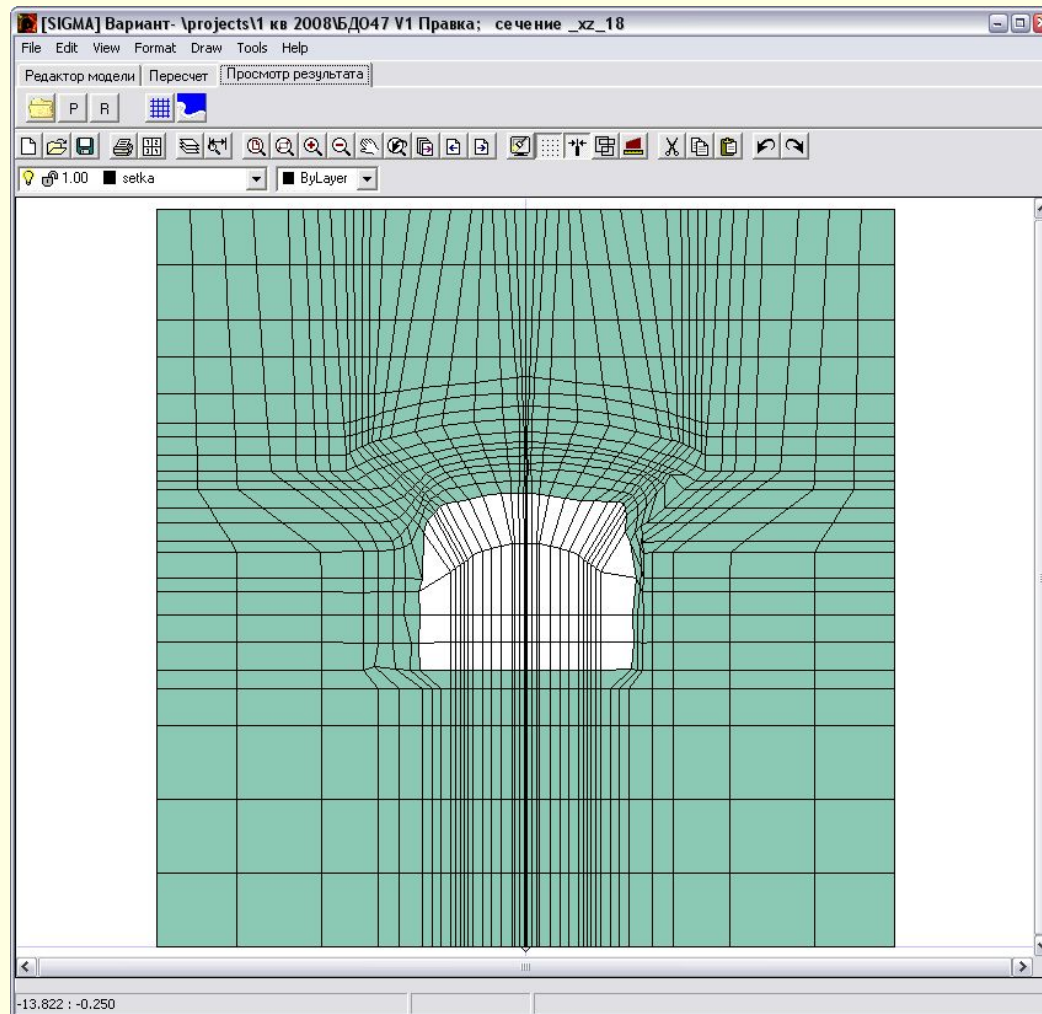 [SIGMA] Вариант- \projects\1 кв 2008\БДО47 V1 Правка; сечение _xz_18
File Edit View Format Draw Tools Help
Редактор модели Пересчет Просмотр результата
P R
1.00 setka ByLayer
-13.822 : -0.250